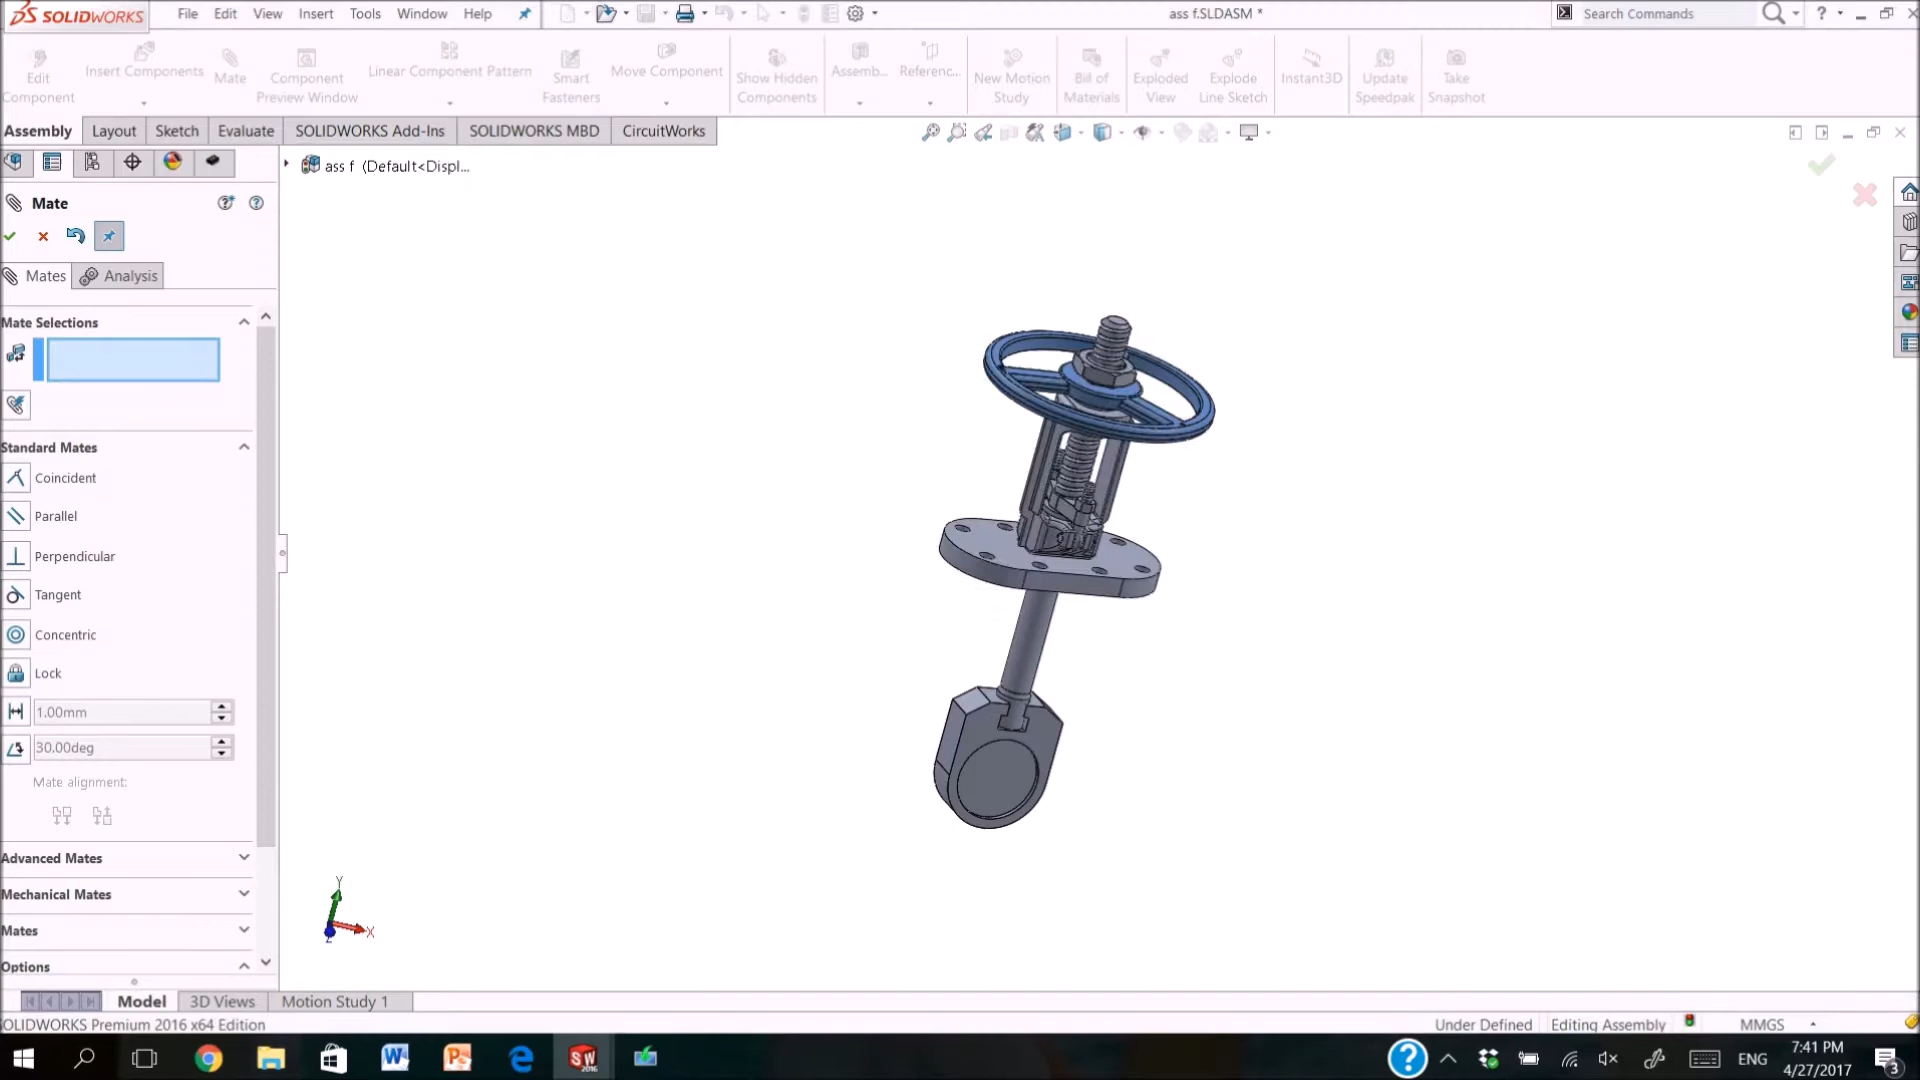 SOLIDWORKS File Edit View Insert Tools Window Help ass f.SLDASM * Search Commands ?
Edit Component Insert Components Mate Component Preview Window Linear Component Pattern Smart Fasteners Move Component Show Hidden Components Assemb... Referenc... New Motion Study Bill of Materials Exploded View Explode Line Sketch Instant3D Update Speedpak Take Snapshot
Assembly Layout Sketch Evaluate SOLIDWORKS Add-Ins SOLIDWORKS MBD CircuitWorks
ass f (Default<Displ...
Mate
Mates Analysis
Mate Selections
Standard Mates
Coincident
Parallel
Perpendicular
Tangent
Concentric
Lock
1.00mm
30.00deg
Mate alignment:
Advanced Mates
Mechanical Mates
Mates
Options
Y
X
Z
Model 3D Views Motion Study 1
SOLIDWORKS Premium 2016 x64 Edition Under Defined Editing Assembly MMGS
ENG 7:41 PM
4/27/2017 3